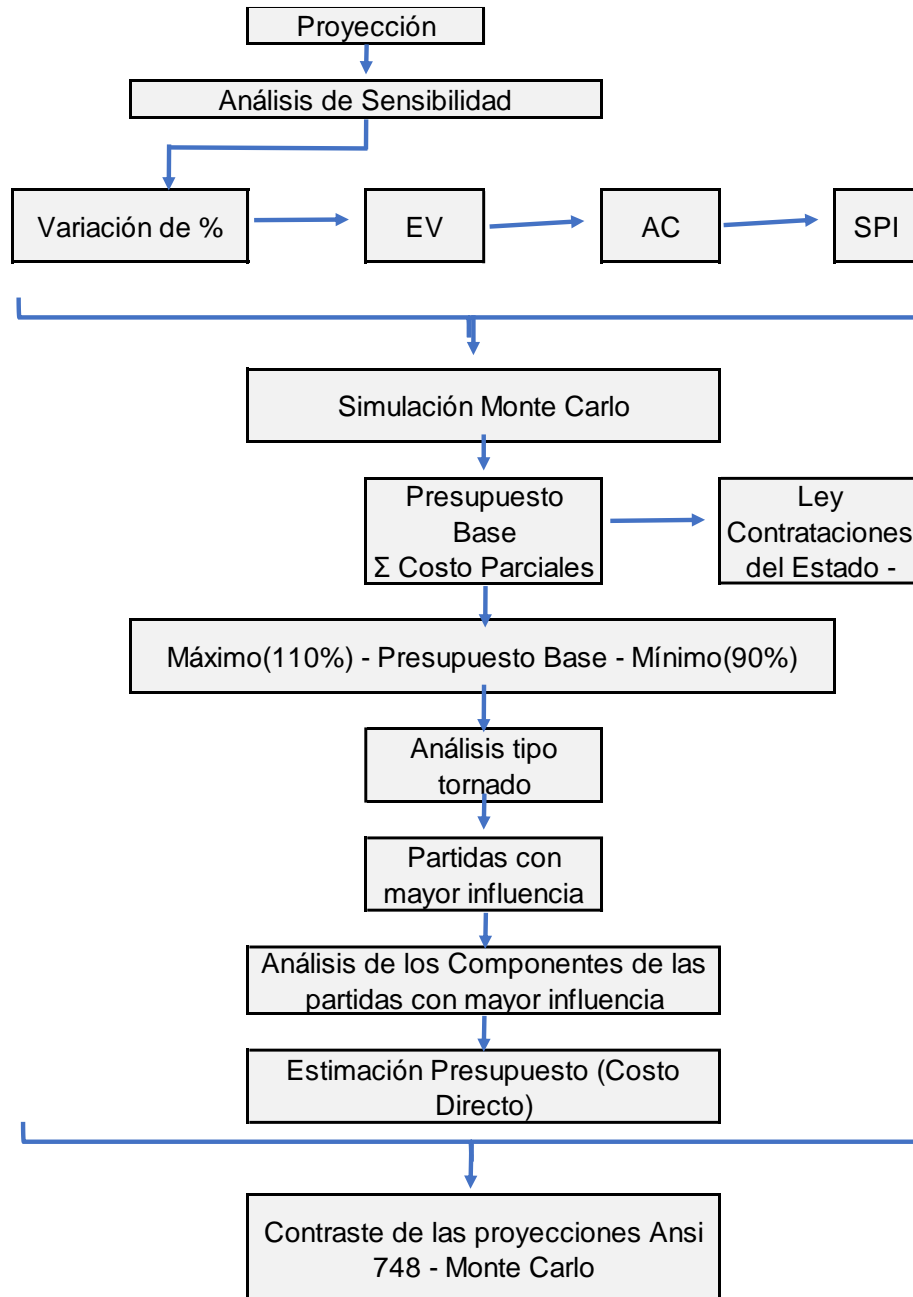 Proyección
Análisis de Sensibilidad
Variación de %
EV
AC
SPI
Simulación Monte Carlo
Presupuesto
Base
Σ Costo Parciales
Ley
Contrataciones
del Estado -
Máximo(110%) - Presupuesto Base - Mínimo(90%)
Análisis tipo
tornado
Partidas con
mayor influencia
Análisis de los Componentes de las
partidas con mayor influencia
Estimación Presupuesto (Costo
Directo)
Contraste de las proyecciones Ansi
748 - Monte Carlo